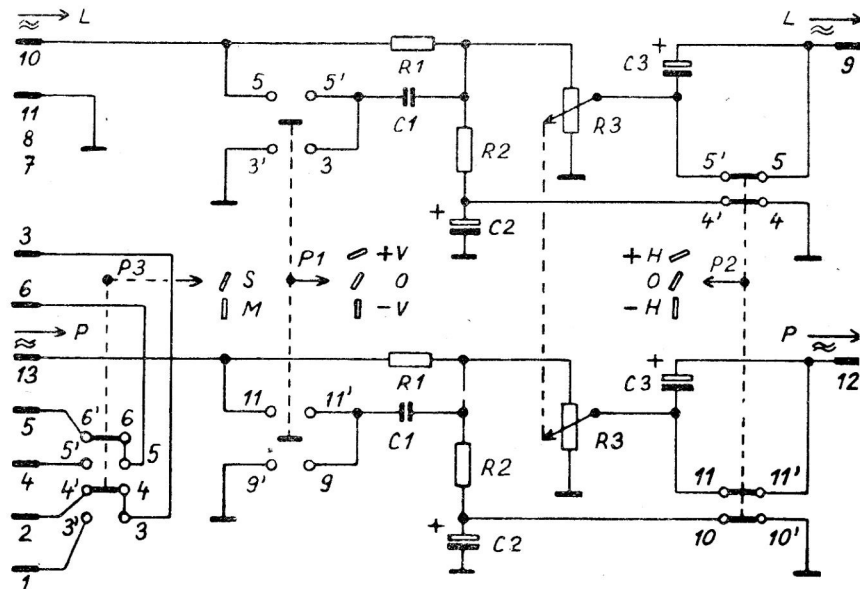 L
10
R1
5 5'
C1
3' 3
R2
R3
+ C3
L
9
11
8
7
+ C2
5' 5
4' 4
3
6
P3
S
M
P1
+V
O
-V
+H
O
-H
P2
P
13
R1
11 11'
C1
9' 9
R2
R3
+ C3
P
12
5
6' 6
4
5' 5
2
4' 4
1
3' 3
+ C2
11 11'
10 10'